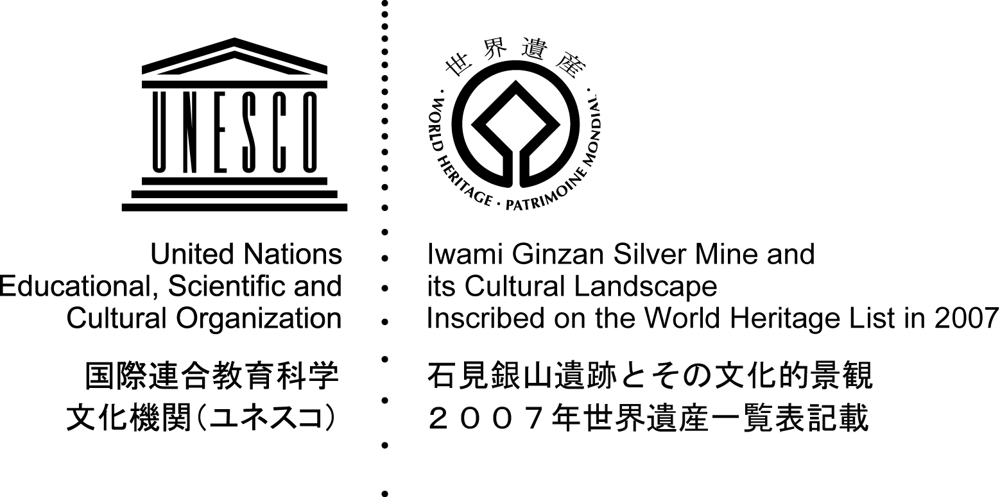 UNESCO
United Nations
Educational, Scientific and
Cultural Organization
国際連合教育科学
文化機関（ユネスコ）
世界遺産
· WORLD HERITAGE · PATRIMOINE MONDIAL ·
Iwami Ginzan Silver Mine and
its Cultural Landscape
Inscribed on the World Heritage List in 2007
石見銀山遺跡とその文化的景観
２００７年世界遺産一覧表記載